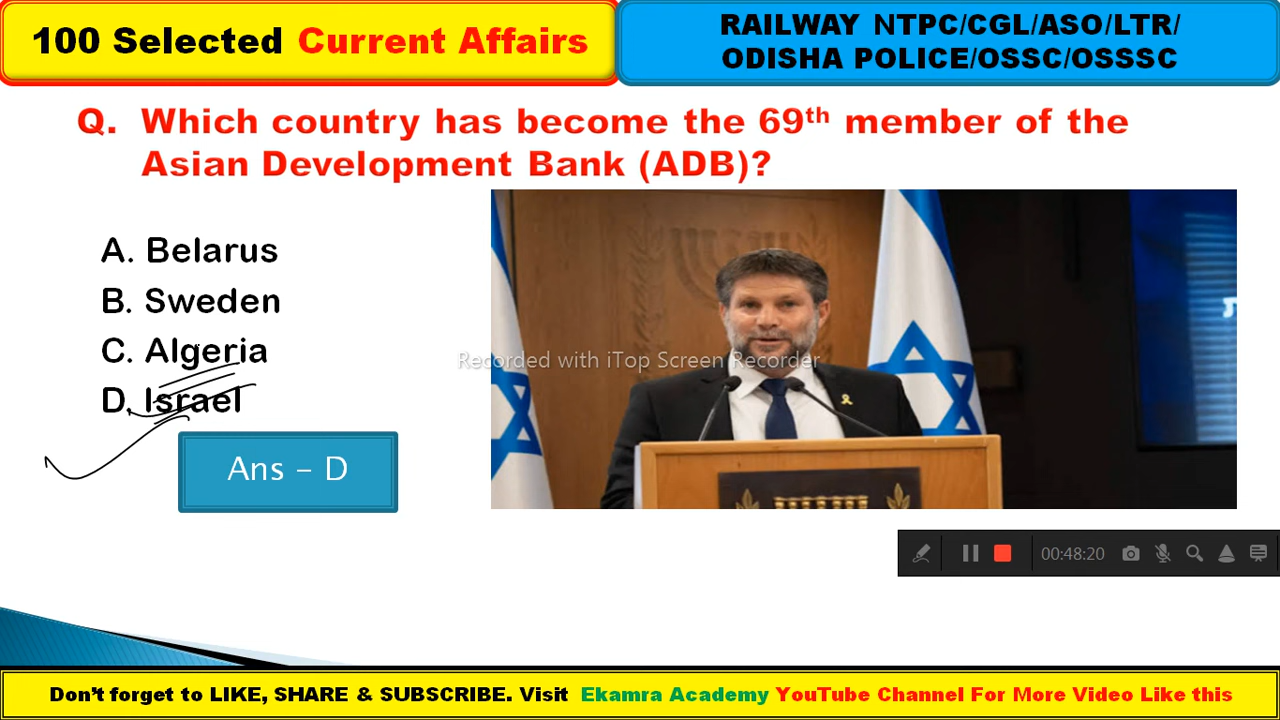 100 Selected Current Affairs
RAILWAY NTPC/CGL/ASO/LTR/
ODISHA POLICE/OSSC/OSSSC
Q. Which country has become the 69th member of the
Asian Development Bank (ADB)?
A. Belarus
B. Sweden
C. Algeria
D. Israel
Ans – D
Recorded with iTop Screen Recorder
00:48:20
Don't forget to LIKE, SHARE & SUBSCRIBE. Visit Ekamra Academy YouTube Channel For More Video Like this